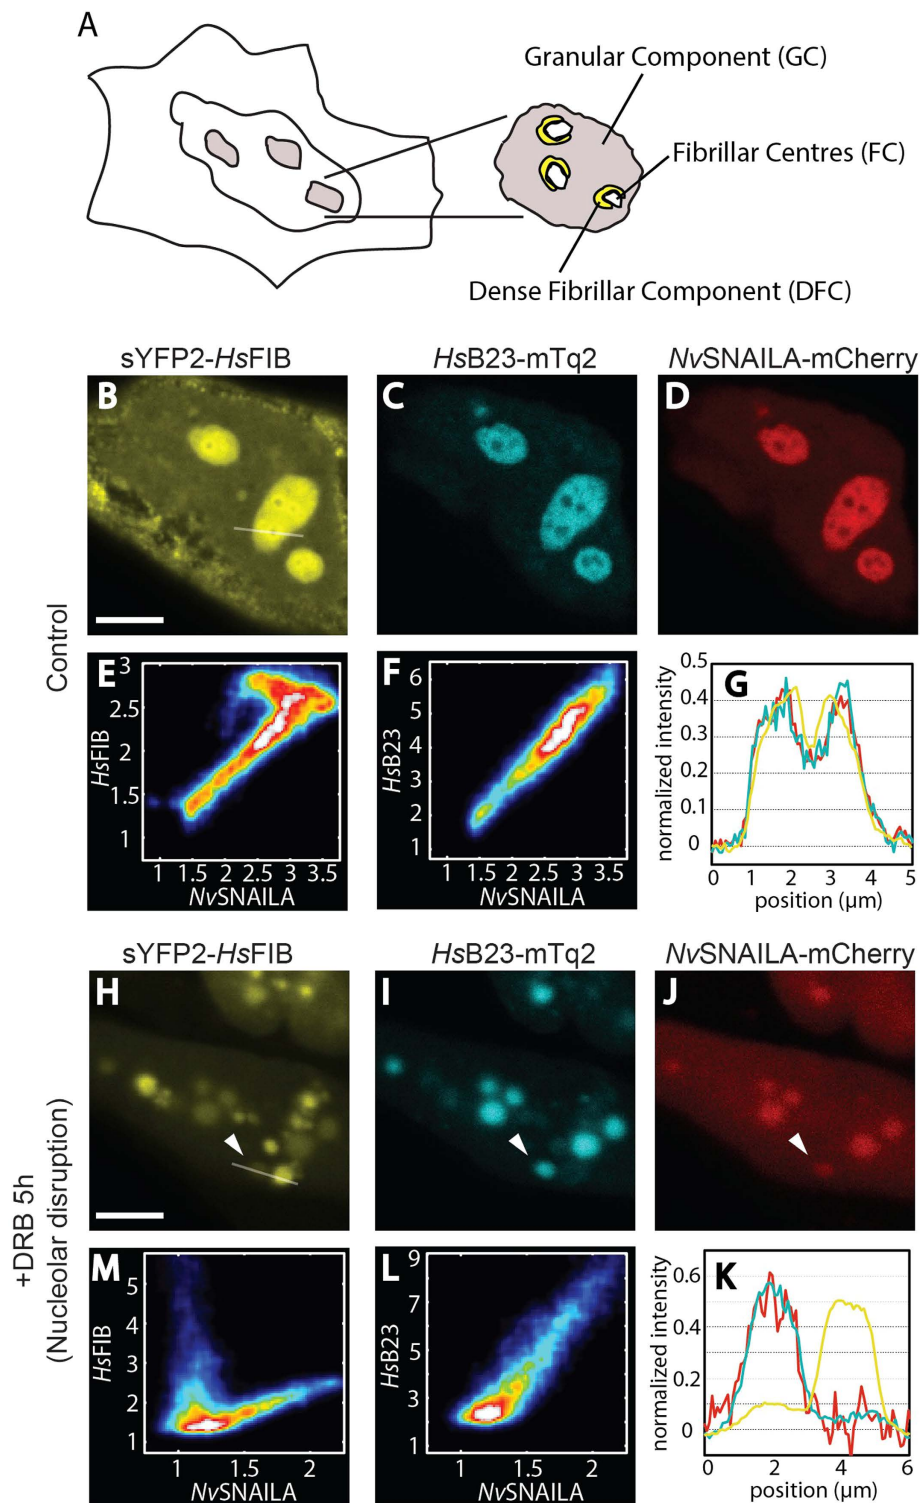 A
Granular Component (GC)
Fibrillar Centres (FC)
Dense Fibrillar Component (DFC)
sYFP2-HsFIB
HsB23-mTq2
NvSNAILA-mCherry
Control
B
C
D
E
3
2.5
2
1.5
1
HsFIB
1 1.5 2 2.5 3 3.5
NvSNAILA
F
6
5
4
3
2
1
HsB23
1 1.5 2 2.5 3 3.5
NvSNAILA
G
0.5
0.4
0.3
0.2
0.1
0
normalized intensity
0 1 2 3 4 5
position (µm)
sYFP2-HsFIB
HsB23-mTq2
NvSNAILA-mCherry
+DRB 5h
(Nucleolar disruption)
H
I
J
M
5
4
3
2
1
HsFIB
1 1.5 2
NvSNAILA
L
9
7
5
3
1
HsB23
1 1.5 2
NvSNAILA
K
0.6
0.4
0.2
0
normalized intensity
0 2 4 6
position (µm)